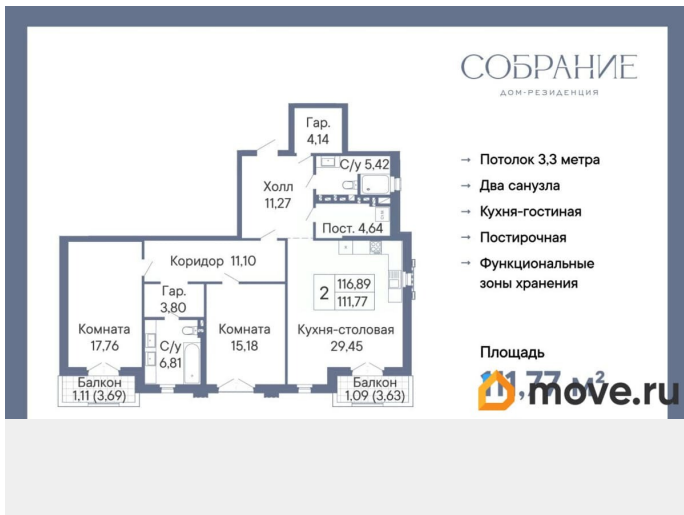 СОБРАНИЕ
ДОМ-РЕЗИДЕНЦИЯ
Гар.
4,14
С/у 5,42
Холл
11,27
Пост. 4,64
Коридор 11,10
2
116,89
111,77
Гар.
3,80
Комната
17,76
С/у
6,81
Комната
15,18
Кухня-столовая
29,45
Балкон
1,11 (3,69)
Балкон
1,09 (3,63)
→ Потолок 3,3 метра
→ Два санузла
→ Кухня-гостиная
→ Постирочная
→ Функциональные
зоны хранения
Площадь
111,77 м²
move.ru